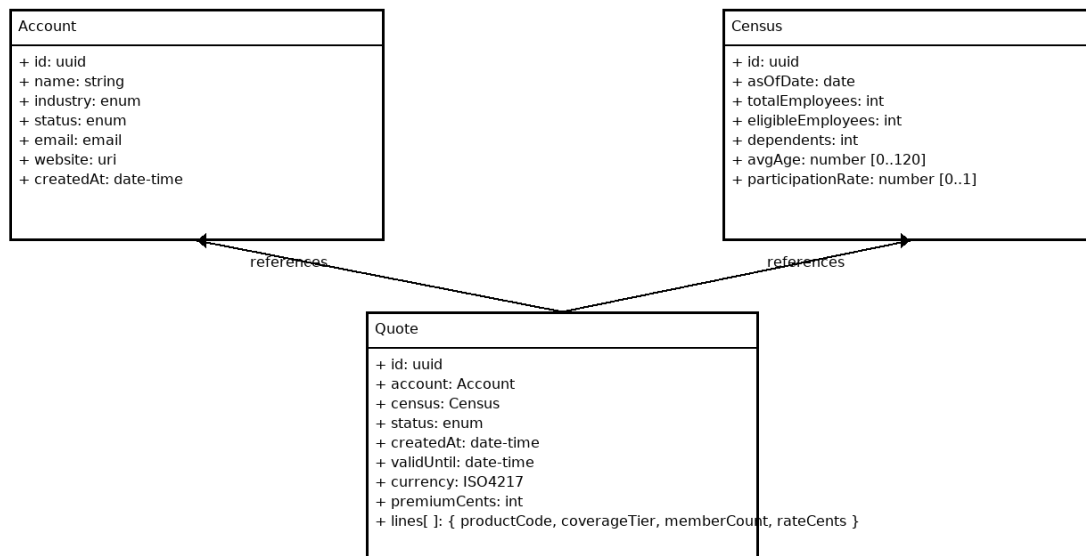 Account
+ id: uuid
+ name: string
+ industry: enum
+ status: enum
+ email: email
+ website: uri
+ createdAt: date-time
Census
+ id: uuid
+ asOfDate: date
+ totalEmployees: int
+ eligibleEmployees: int
+ dependents: int
+ avgAge: number [0..120]
+ participationRate: number [0..1]
references
references
Quote
+ id: uuid
+ account: Account
+ census: Census
+ status: enum
+ createdAt: date-time
+ validUntil: date-time
+ currency: ISO4217
+ premiumCents: int
+ lines[ ]: { productCode, coverageTier, memberCount, rateCents }